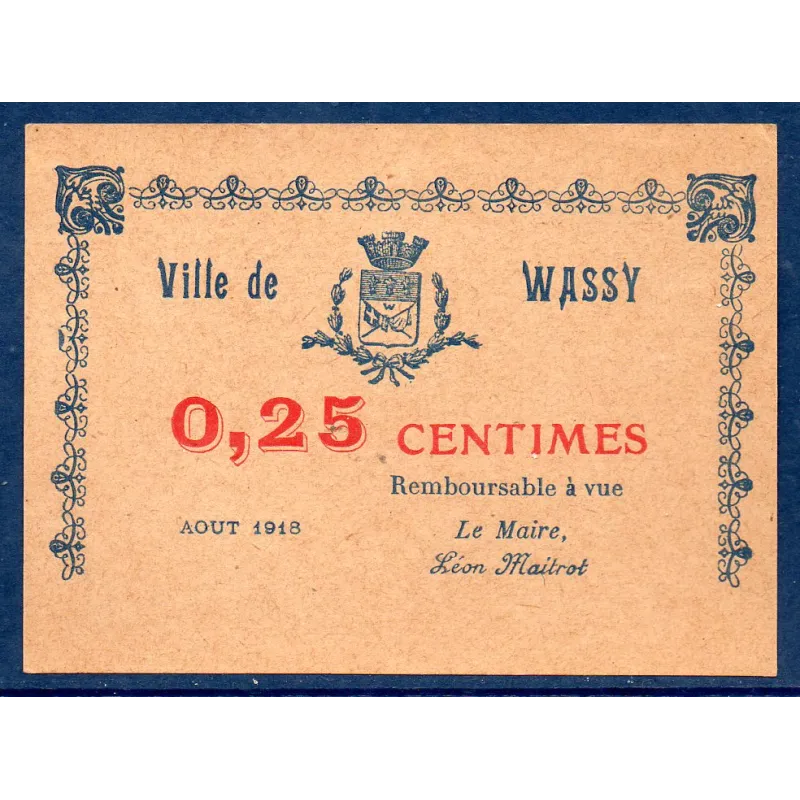 Ville de WASSY
W
0,25 CENTIMES
Remboursable à vue
AOUT 1918 Le Maire,
Léon Maitrot